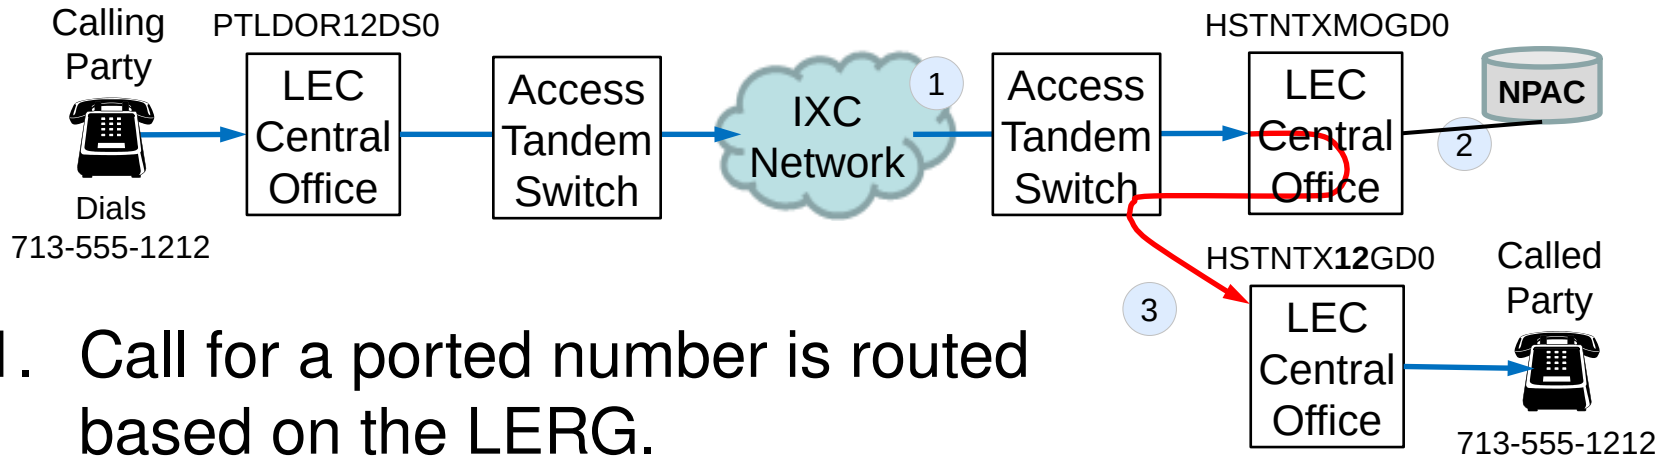 Calling
Party
PTLDOR12DS0
HSTNTXMOGD0
LEC
Central
Office
Access
Tandem
Switch
IXC
Network
1
Access
Tandem
Switch
LEC
Central
Office
NPAC
2
Dials
713-555-1212
HSTNTX12GD0
Called
Party
3
LEC
Central
Office
713-555-1212
1. Call for a ported number is routed
based on the LERG.